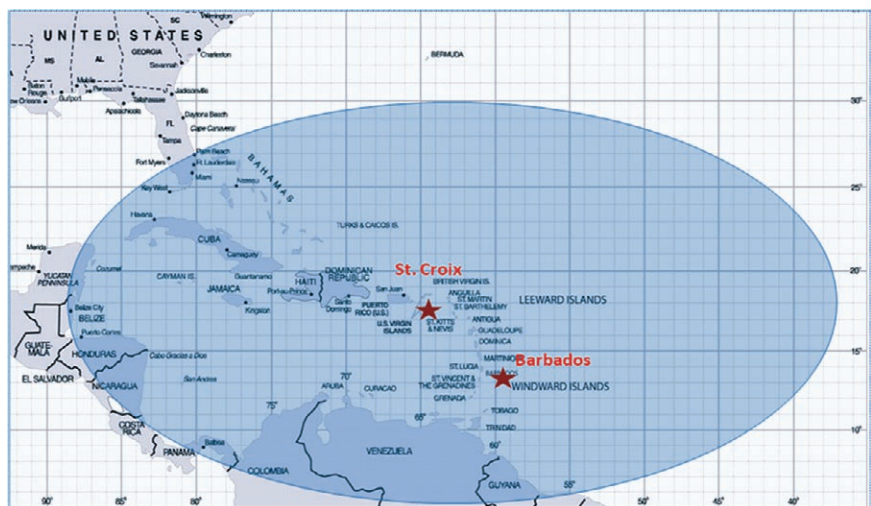 SC
Wilmington
UNITED STATES
Charleston
GEORGIA
MS
AL
Savannah
BERMUDA
Baton
Rouge
Mobile
Pensacola
Jacksonville
New Orleans
Gulfport
Tallahassee
Apalachicola
Daytona Beach
30°
FL
Cape Canaveral
Tampa
Palm Beach
Fort Myers
Ft. Lauderdale
Miami
BAHAMAS
Nassau
25°
Key West
Havana
TURKS & CAICOS IS.
CUBA
Merida
Camaguey
St. Croix
Cozumel
DOMINICAN
REPUBLIC
20°
YUCATAN
PENINSULA
CAYMAN IS.
Guantanamo
HAITI
San Juan
BRITISH VIRGIN IS.
JAMAICA
Port-au-Prince
ANGUILLA
ST. MARTIN
LEEWARD ISLANDS
Belize City
Kingston
Santo
Domingo
PUERTO
RICO (U.S.)
ST. BARTHELEMY
BELIZE
U.S. VIRGIN
ISLANDS
ST. KITTS
& NEVIS
ANTIGUA
Puerto Cortes
GUADELOUPE
GUATE-
MALA
DOMINICA
HONDURAS
Cabo Gracias a Dios
MARTINIQUE
Barbados
15°
ST. LUCIA
BARBADOS
EL SALVADOR
San Andres
70°
ST. VINCENT &
THE GRENADINES
WINDWARD ISLANDS
NICARAGUA
ARUBA
CURACAO
GRENADA
75°
65°
TOBAGO
COSTA
RICA
TRINIDAD
10°
Balboa
60°
PANAMA
VENEZUELA
COLOMBIA
GUYANA
55°
90°
85°
80°
50°
45°
40°